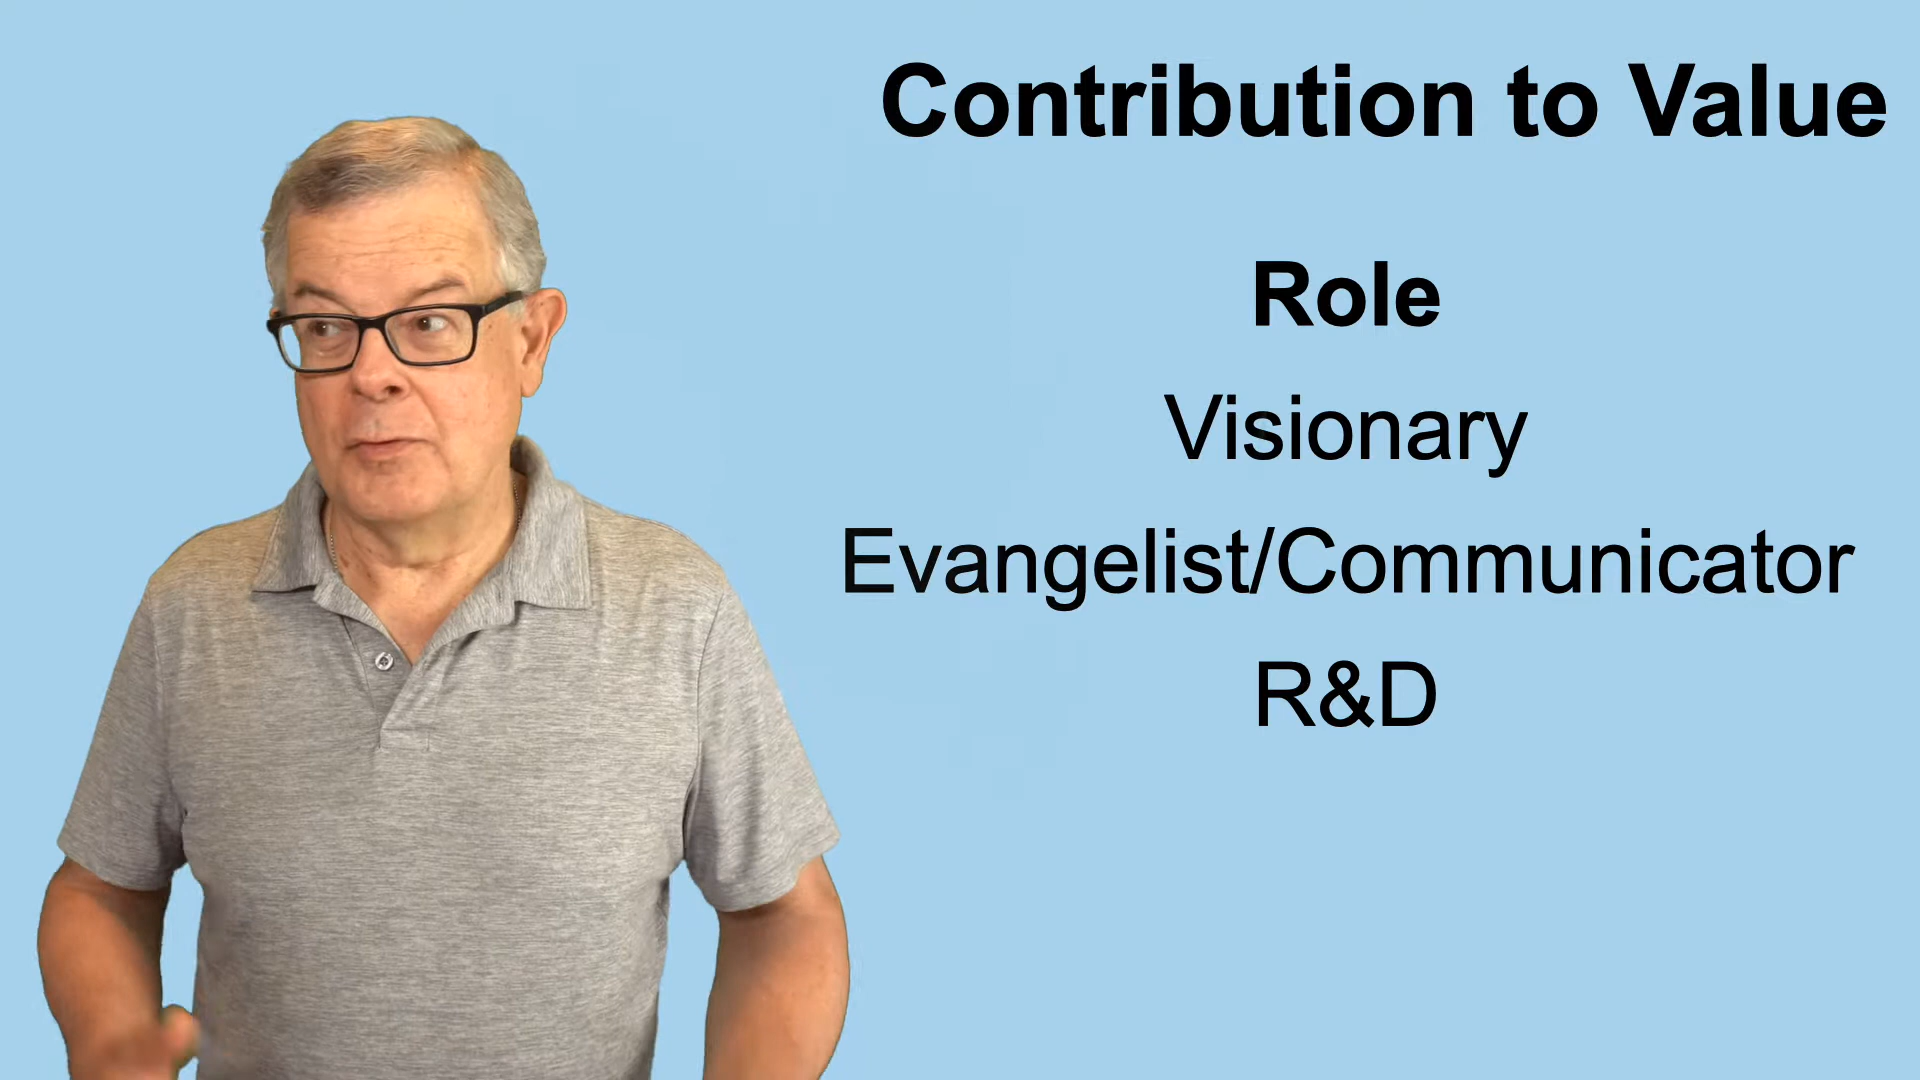 Contribution to Value
Role
Visionary
Evangelist/Communicator
R&D